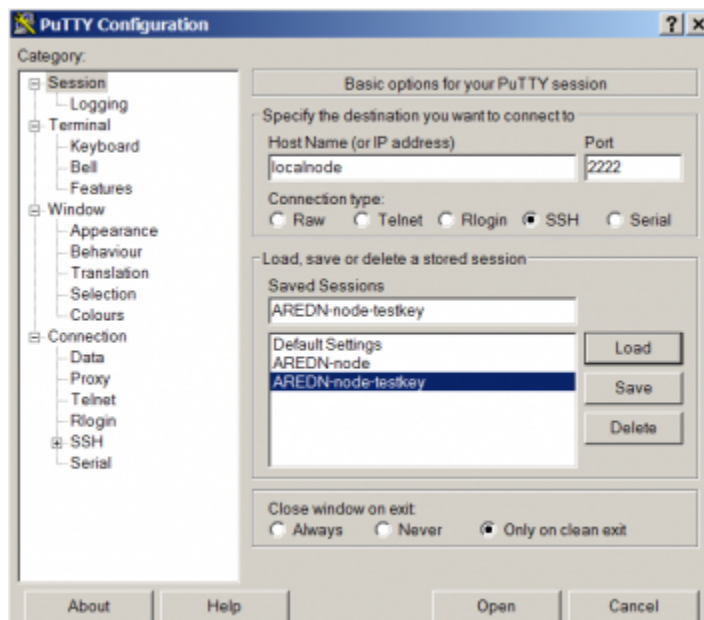 PuTTY Configuration
Category:
Session
Logging
Terminal
Keyboard
Bell
Features
Window
Appearance
Behaviour
Translation
Selection
Colours
Connection
Data
Proxy
Telnet
Rlogin
SSH
Serial
Basic options for your PuTTY session
Specify the destination you want to connect to
Host Name (or IP address) Port
localnode 2222
Connection type:
Raw Telnet Rlogin SSH Serial
Load, save or delete a stored session
Saved Sessions
AREDN-node-testkey
Default Settings
AREDN-node
AREDN-node-testkey
Load
Save
Delete
Close window on exit:
Always Never Only on clean exit
About Help Open Cancel